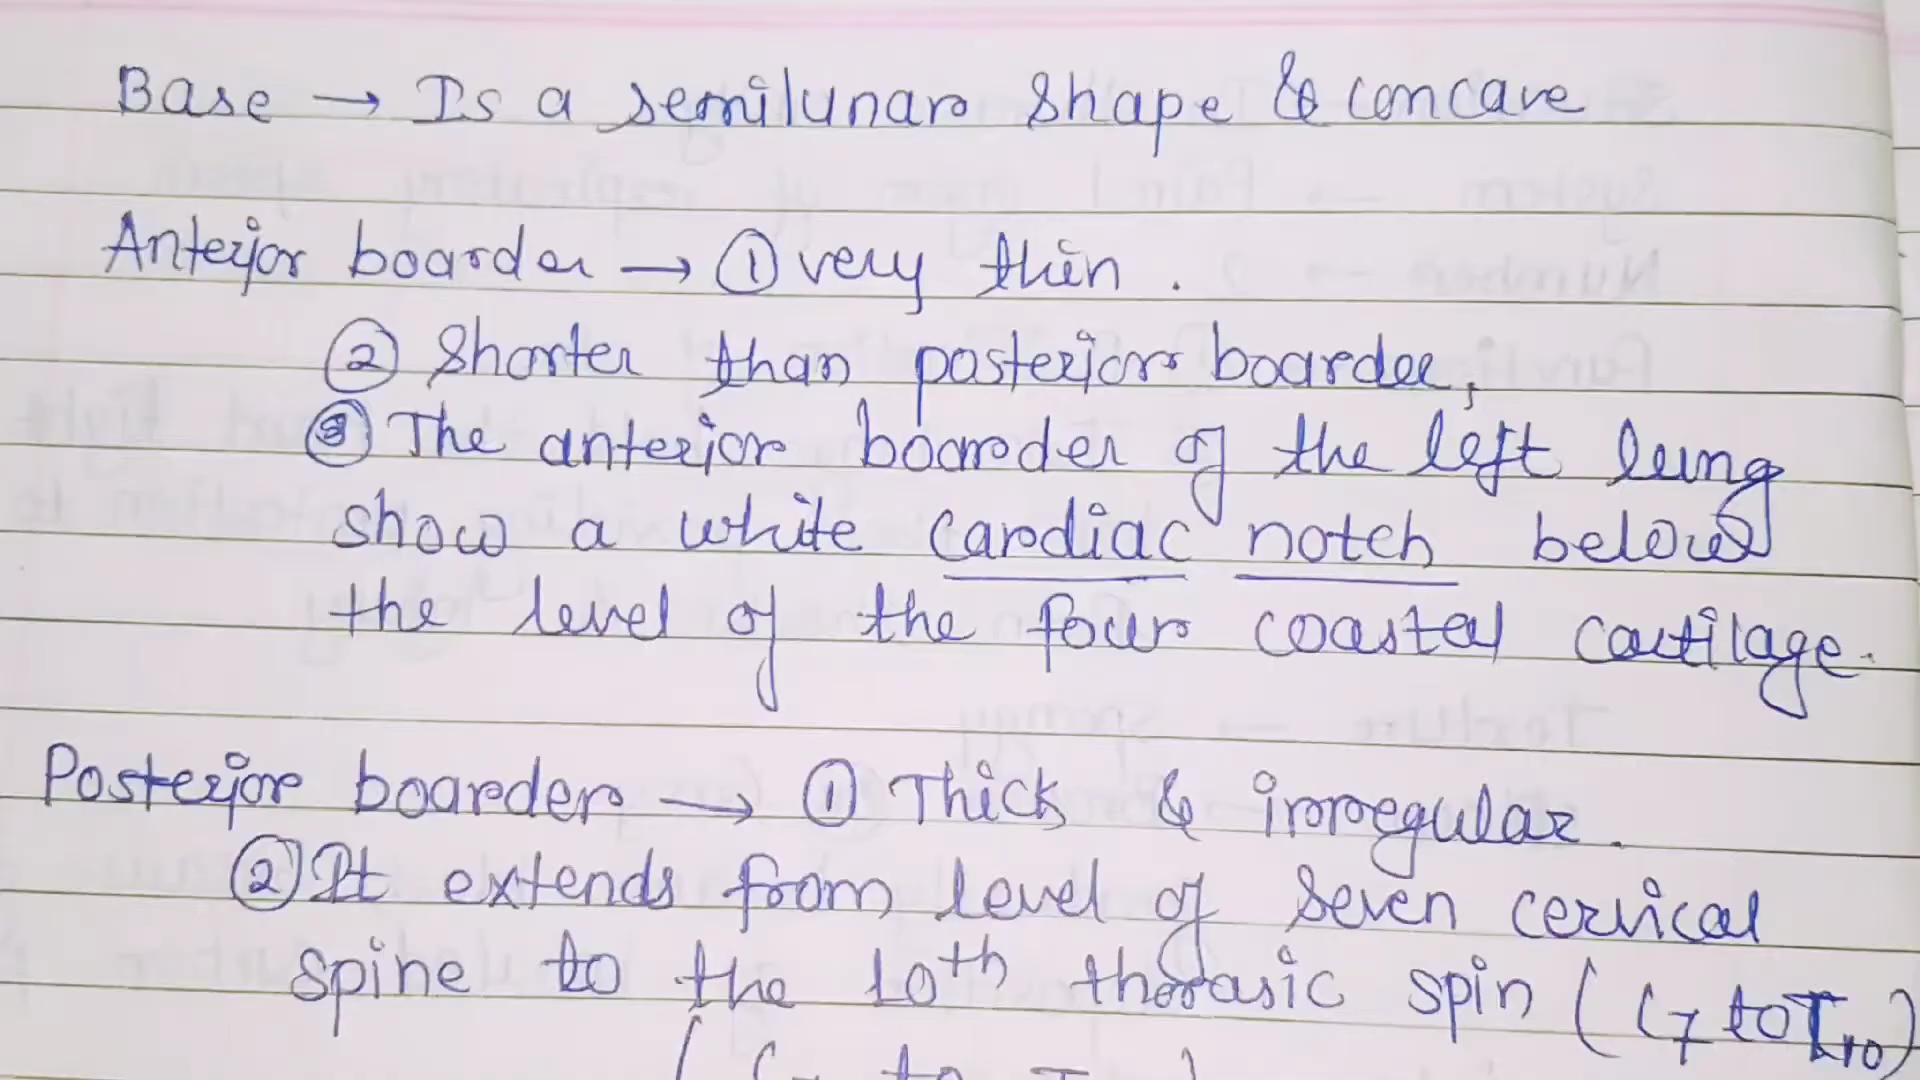 Base → Is a semilunar shape & concave
Anterior boarder → ① very thin.
② Shorter than posterior boarder,
③ The anterior boarder of the left lung
show a white cardiac notch below
the level of the four coastal cartilage.
Posterior boarder → ① Thick & irregular.
② It extends from level of seven cervical
spine to the 10th thorasic spin (C7 to T10)